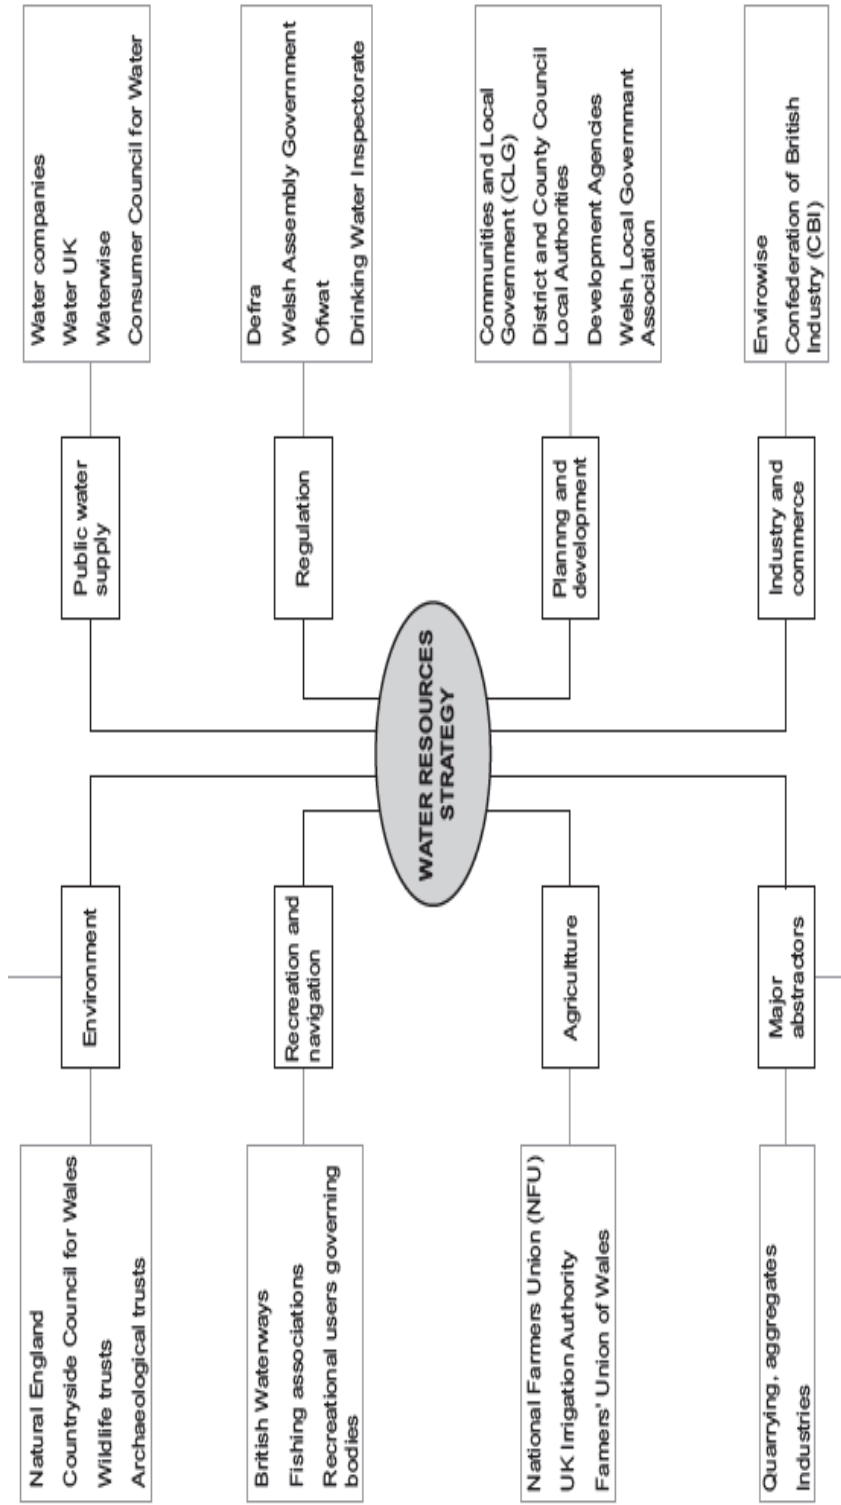 Natural England
Countryside Council for Wales
Wildlife trusts
Archaeological trusts
Environment
Public water
supply
Water companies
Water UK
Waterwise
Consumer Council for Water
British Waterways
Fishing associations
Recreational users governing
bodies
Recreation and
navigation
Regulation
Defra
Welsh Assembly Government
Ofwat
Drinking Water Inspectorate
WATER RESOURCES
STRATEGY
National Farmers Union (NFU)
UK Irrigation Authority
Farmers' Union of Wales
Agricultture
Plannng and
development
Communities and Local
Government (CLG)
District and County Council
Local Authorities
Development Agencies
Welsh Local Governmant
Association
Quarrying, aggregates
Industries
Major
abstractors
Industry and
commerce
Envirowise
Confederation of British
Industry (CBI)